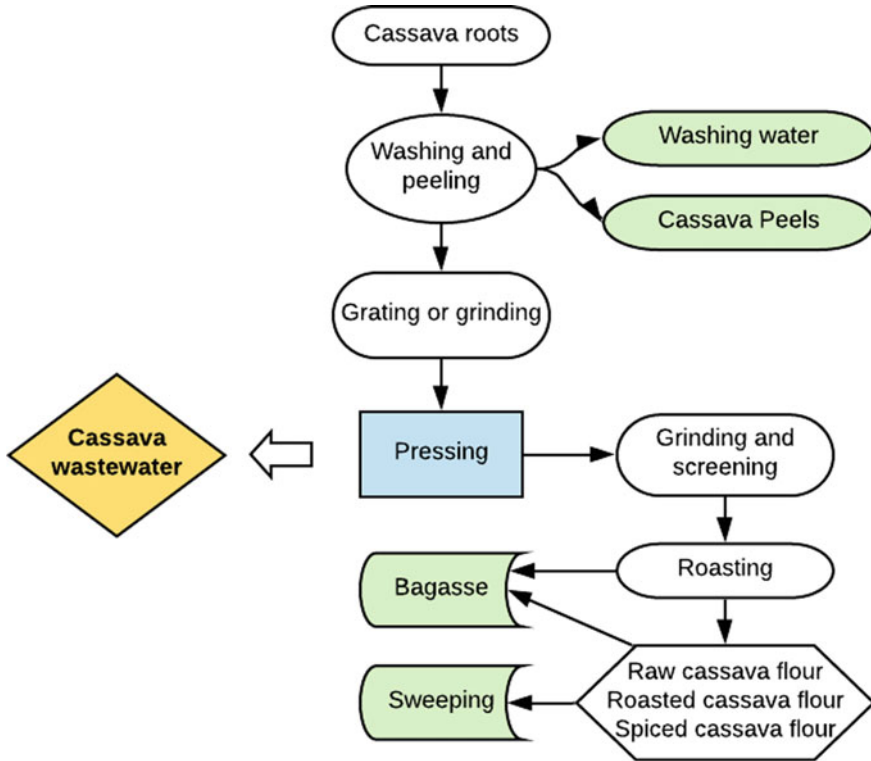 Cassava roots
Washing and
peeling
Washing water
Cassava Peels
Grating or grinding
Cassava
wastewater
Pressing
Grinding and
screening
Roasting
Bagasse
Raw cassava flour
Roasted cassava flour
Spiced cassava flour
Sweeping